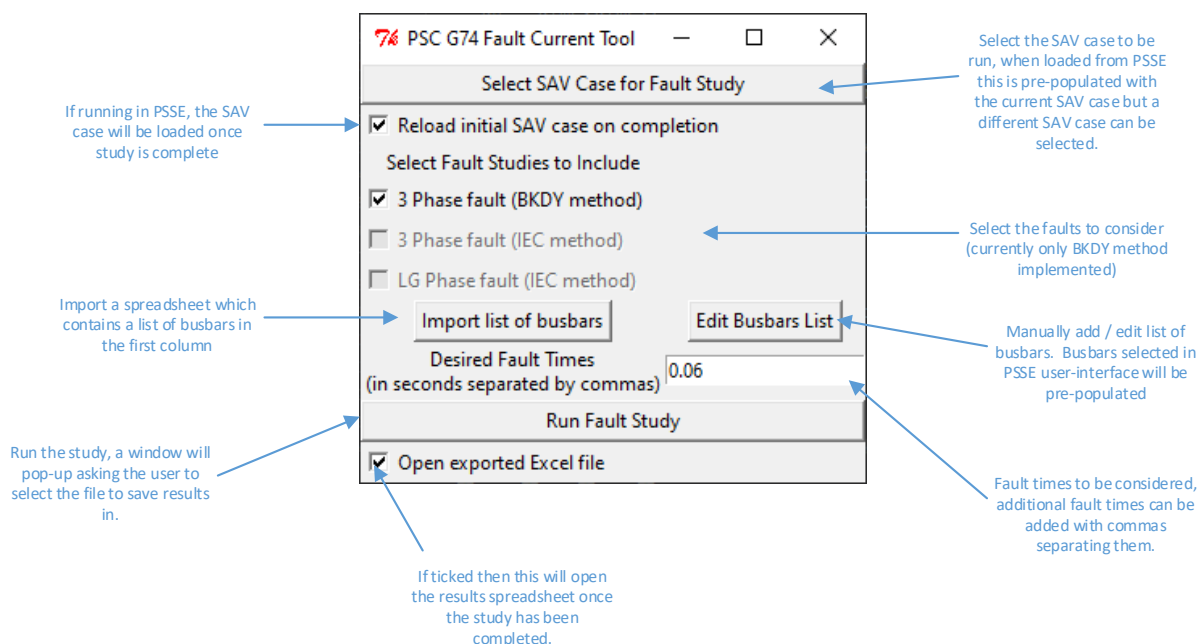 PSC G74 Fault Current Tool
Select SAV Case for Fault Study
Reload initial SAV case on completion
Select Fault Studies to Include
3 Phase fault (BKDY method)
3 Phase fault (IEC method)
LG Phase fault (IEC method)
Import list of busbars
Edit Busbars List
Desired Fault Times
(in seconds separated by commas)
0.06
Run Fault Study
Open exported Excel file
If running in PSSE, the SAV
case will be loaded once
study is complete
Import a spreadsheet which
contains a list of busbars in
the first column
Run the study, a window will
pop-up asking the user to
select the file to save results
in.
If ticked then this will open
the results spreadsheet once
the study has been
completed.
Select the SAV case to be
run, when loaded from PSSE
this is pre-populated with
the current SAV case but a
different SAV case can be
selected.
Select the faults to consider
(currently only BKDY method
implemented)
Manually add / edit list of
busbars. Busbars selected in
PSSE user-interface will be
pre-populated
Fault times to be considered,
additional fault times can be
added with commas
separating them.